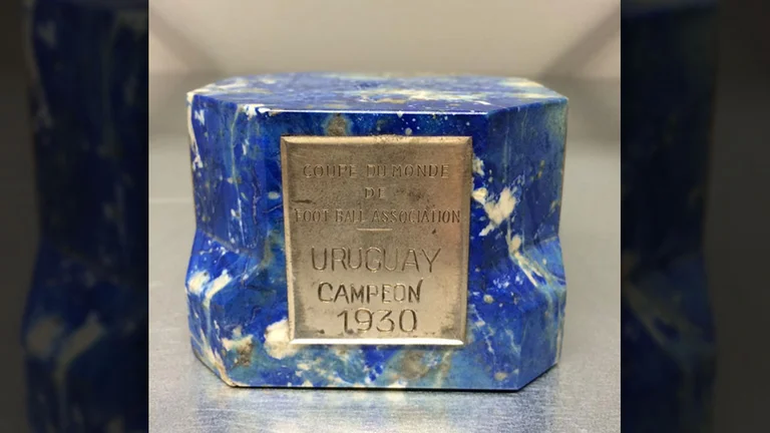 COUPE DU MONDE
DE
FOOT BALL ASSOCIATION
URUGUAY
CAMPEON
1930